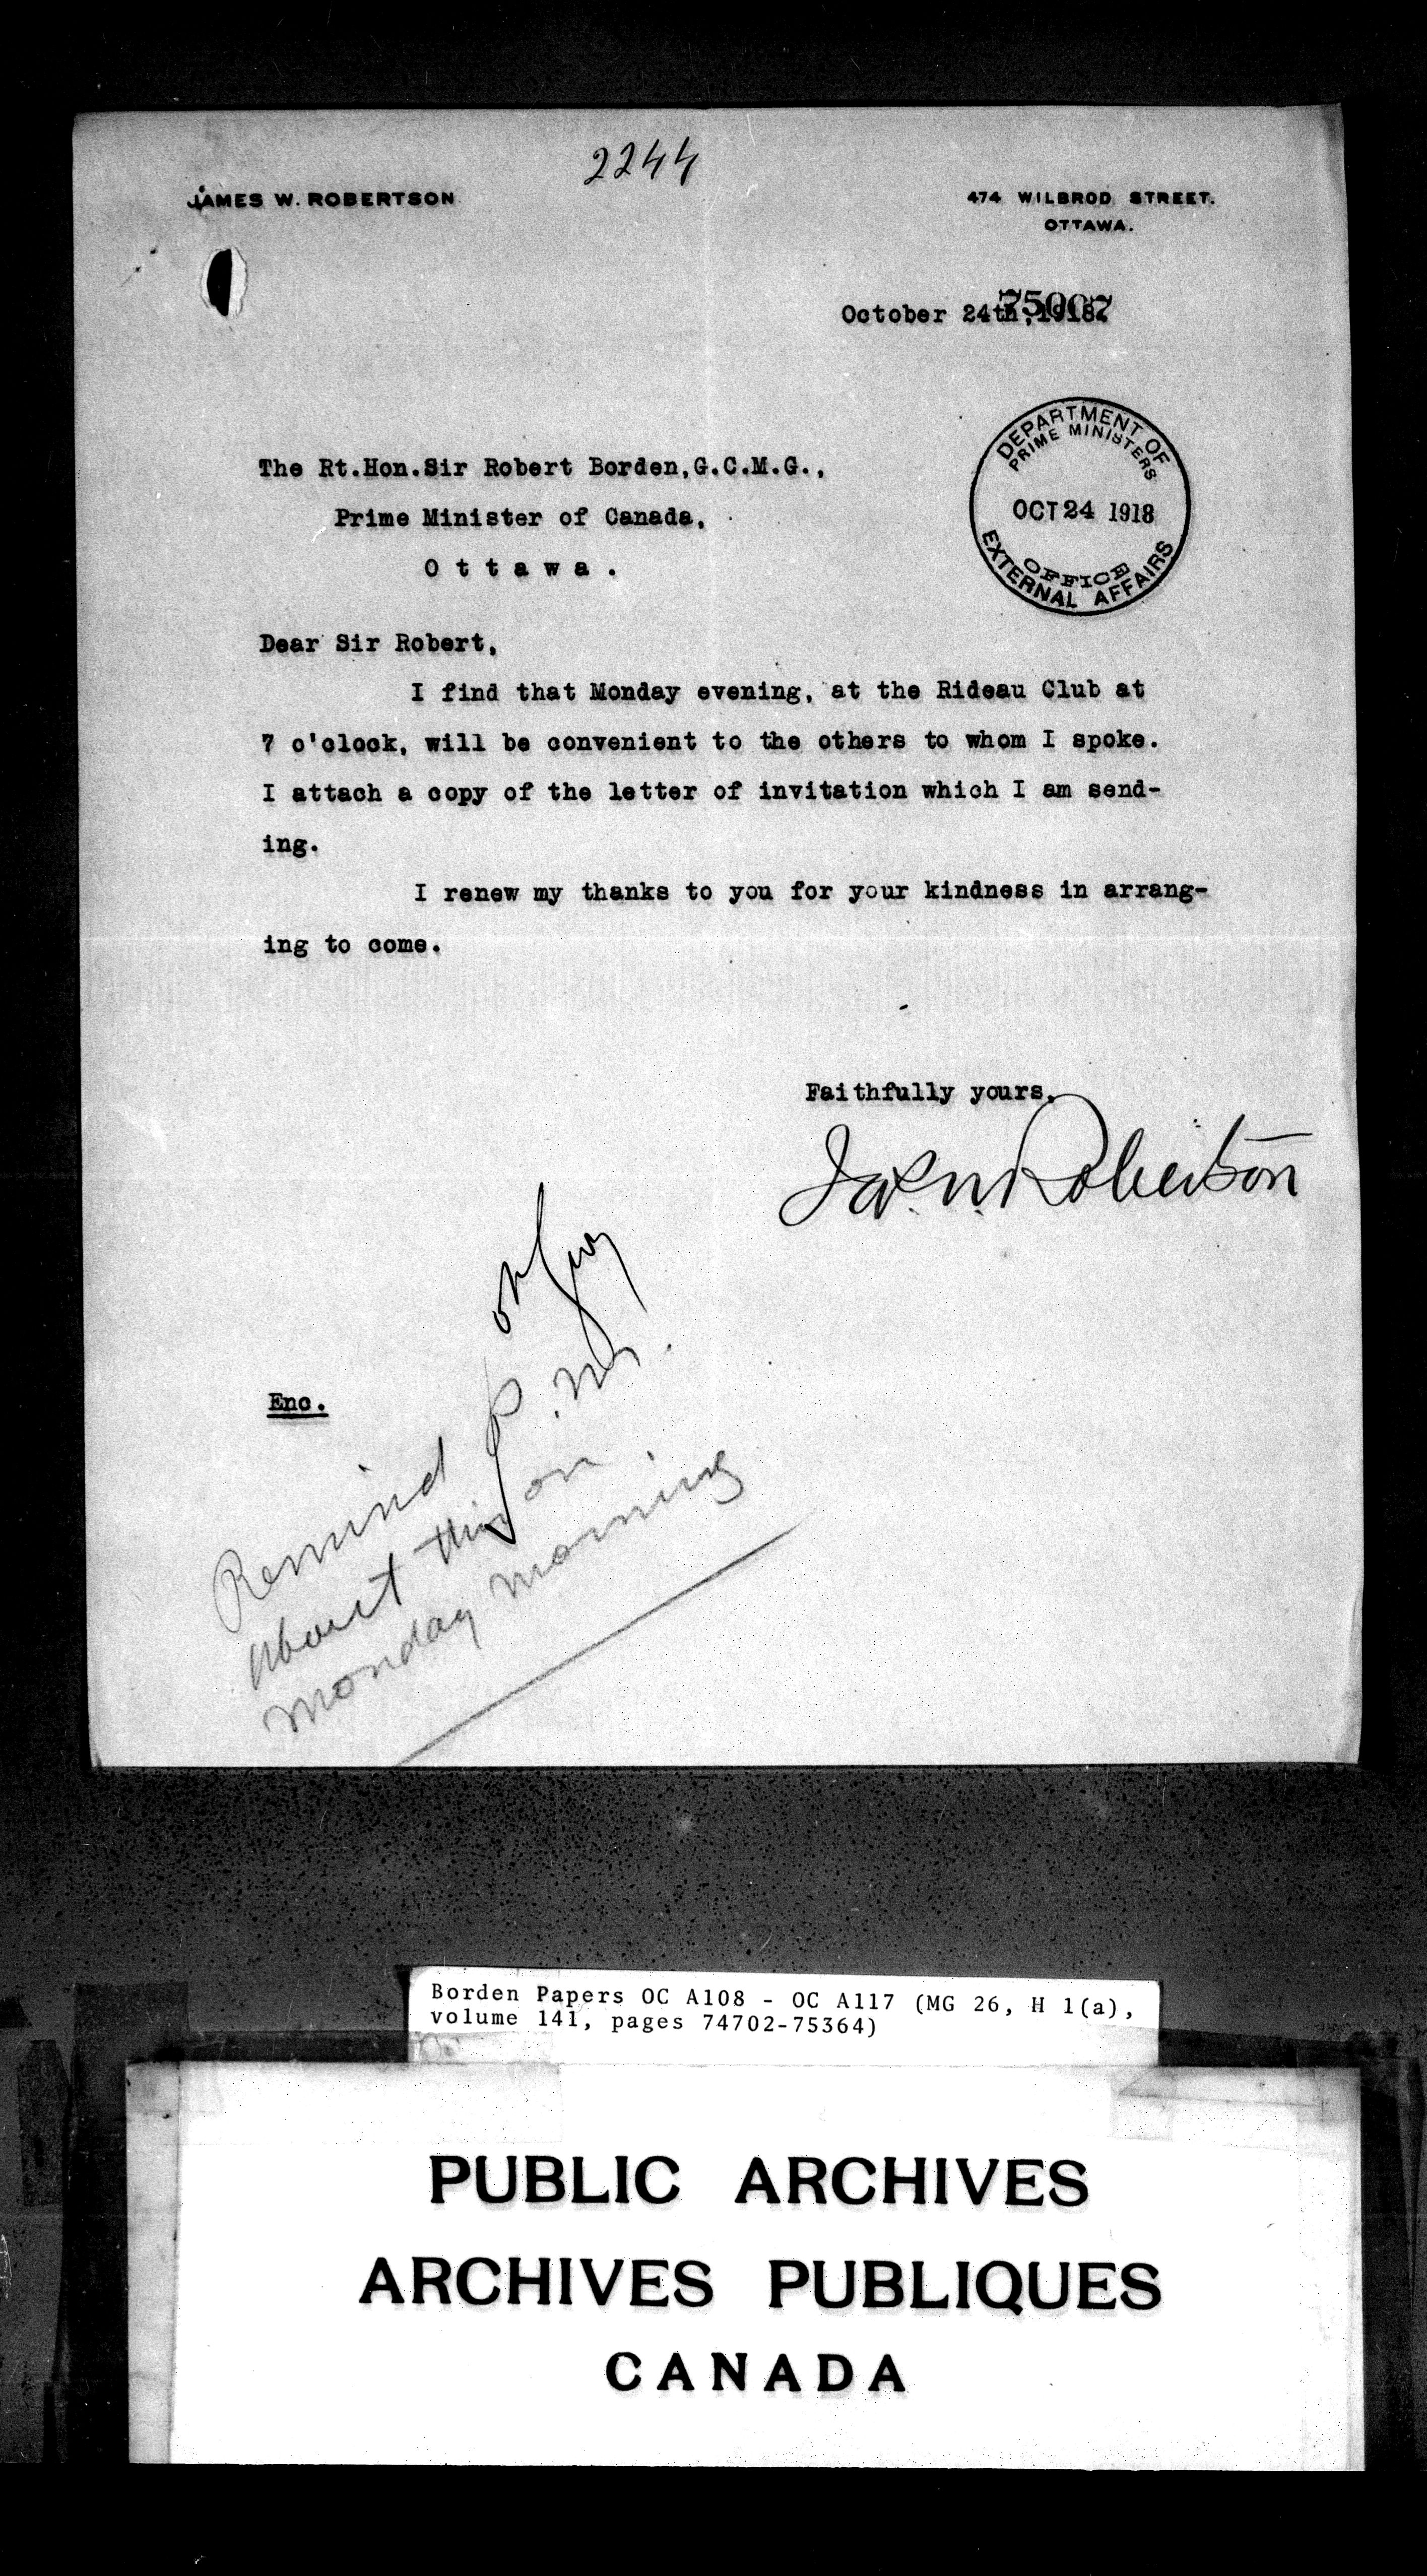 2244
JAMES W. ROBERTSON
474 WILBROD STREET.
OTTAWA.
75007
October 24th, 1918.
DEPARTMENT OF
PRIME MINISTERS
OCT 24 1918
OFFICE
EXTERNAL AFFAIRS
The Rt.Hon.Sir Robert Borden,G.C.M.G.,
Prime Minister of Canada,
O t t a w a .
Dear Sir Robert,
I find that Monday evening, at the Rideau Club at
7 o'clock, will be convenient to the others to whom I spoke.
I attach a copy of the letter of invitation which I am send-
ing.
I renew my thanks to you for your kindness in arrang-
ing to come.
Faithfully yours,
Jas. W. Robertson
Enc.
Remind P.M.
about this on
Monday morning
Borden Papers OC A108 - OC A117 (MG 26, H 1(a),
volume 141, pages 74702-75364)
PUBLIC ARCHIVES
ARCHIVES PUBLIQUES
CANADA